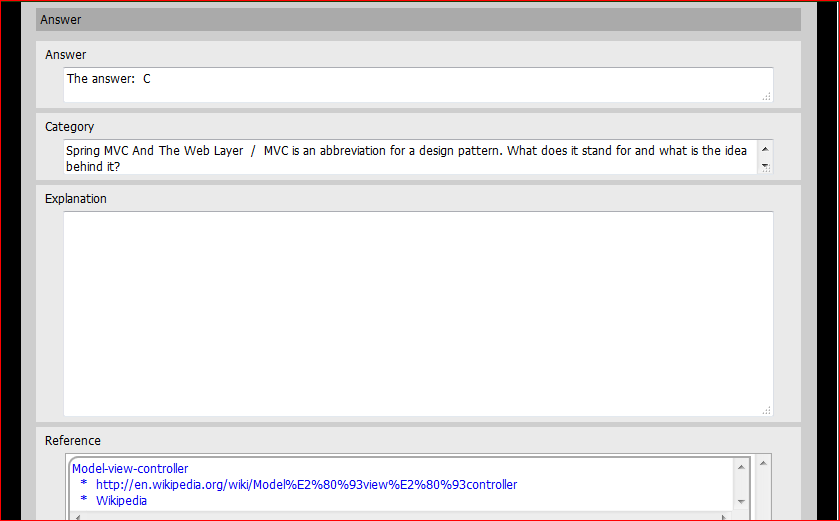 Answer
Answer
The answer:  C
Category
Spring MVC And The Web Layer  /  MVC is an abbreviation for a design pattern. What does it stand for and what is the idea
behind it?
Explanation
Reference
Model-view-controller
*  http://en.wikipedia.org/wiki/Model%E2%80%93view%E2%80%93controller
*  Wikipedia